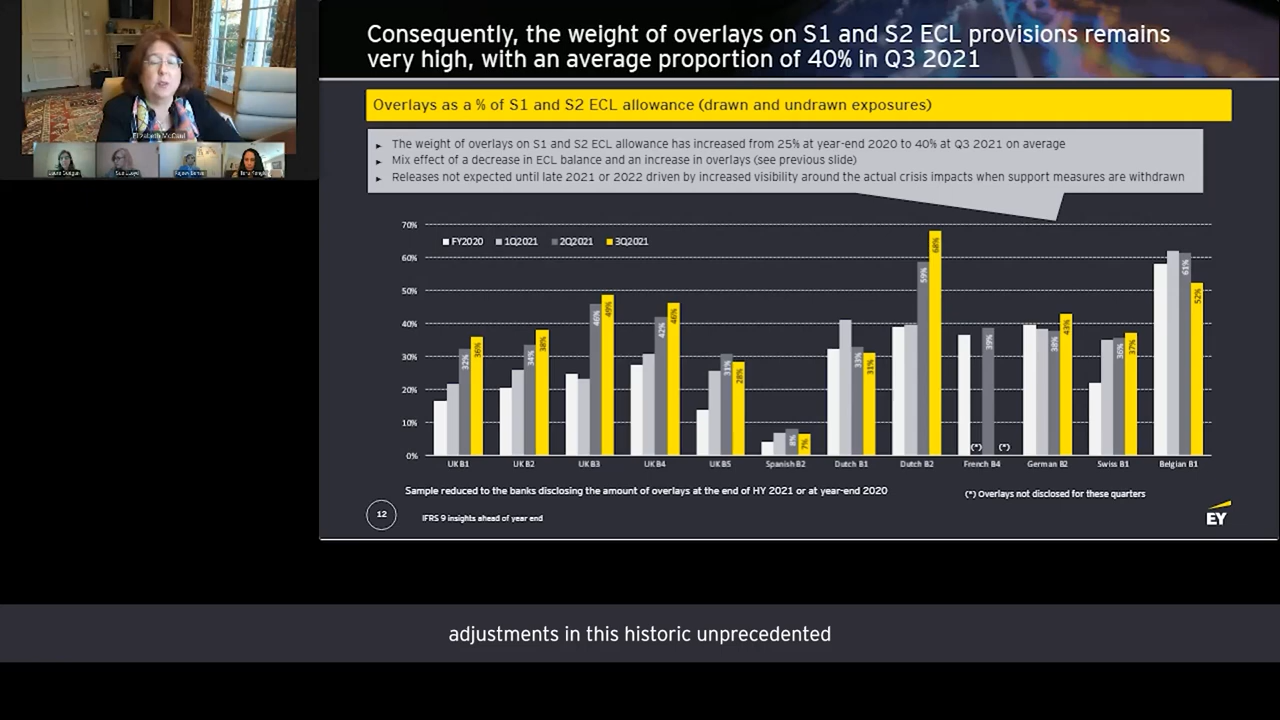 Consequently, the weight of overlays on S1 and S2 ECL provisions remains
very high, with an average proportion of 40% in Q3 2021
Overlays as a % of S1 and S2 ECL allowance (drawn and undrawn exposures)
► The weight of overlays on S1 and S2 ECL allowance has increased from 25% at year-end 2020 to 40% at Q3 2021 on average
► Mix effect of a decrease in ECL balance and an increase in overlays (see previous slide)
► Releases not expected until late 2021 or 2022 driven by increased visibility around the actual crisis impacts when support measures are withdrawn
Elizabeth McCaul
70%
60%
50%
40%
30%
20%
10%
0%
FY2020 1Q2021 2Q2021 3Q2021
32% 36%
34% 38%
46% 49%
42% 46%
31% 28%
8% 7%
33% 31%
59% 68%
(*) 39% (*)
38% 43%
36% 37%
61% 52%
UK B1 UK B2 UK B3 UK B4 UK B5 Spanish B2 Dutch B1 Dutch B2 French B4 German B2 Swiss B1 Belgian B1
Sample reduced to the banks disclosing the amount of overlays at the end of HY 2021 or at year-end 2020
(*) Overlays not disclosed for these quarters
12
IFRS 9 insights ahead of year end
EY
adjustments in this historic unprecedented